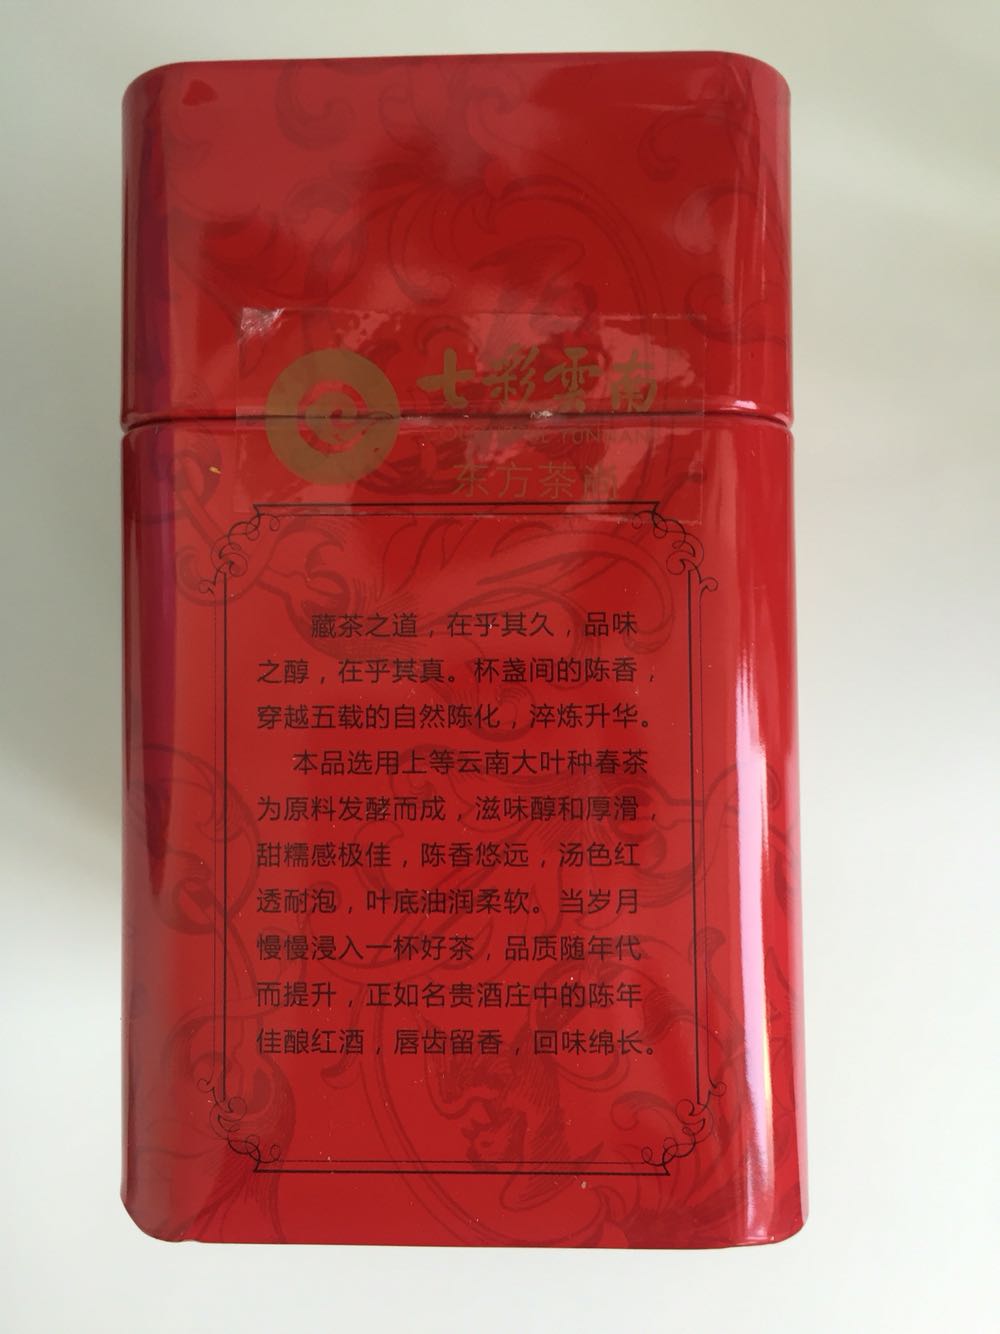 七彩雲南
COLOURFUL YUNNAN
东方茶尚
藏茶之道，在乎其久，品味
之醇，在乎其真。杯盏间的陈香，
穿越五载的自然陈化，淬炼升华。
本品选用上等云南大叶种春茶
为原料发酵而成，滋味醇和厚滑，
甜糯感极佳，陈香悠远，汤色红
透耐泡，叶底油润柔软。当岁月
慢慢浸入一杯好茶，品质随年代
而提升，正如名贵酒庄中的陈年
佳酿红酒，唇齿留香，回味绵长。